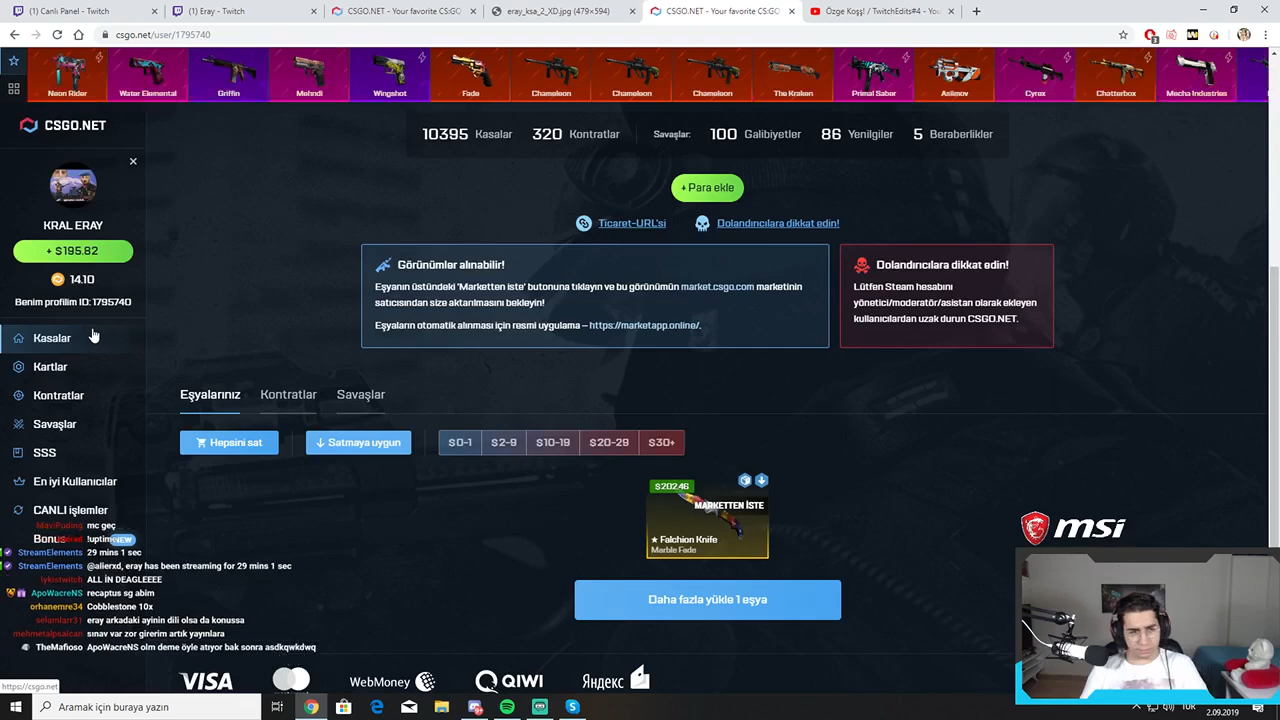 Canlı Panel - Twitch
Eray - Twitch
CSGO.NET - Your favorite CS:GO
eray_ksa_2_XD.jpg (479×594)
CSGO.NET - Your favorite CS:GO
Özge Koşş! / TwitchEdits#4 - You
csgo.net/user/1795740
Neon Rider
Water Elemental
Griffin
Mehndi
Wingshot
Fade
Chameleon
Chameleon
Chameleon
The Kraken
Primal Saber
Asiimov
Cyrex
Chatterbox
Mecha Industries
CSGO.NET
10395 Kasalar
320 Kontratlar
Savaşlar:
100 Galibiyetler
86 Yenilgiler
5 Beraberlikler
KRAL ERAY
+ $195.82
14.10
Benim profilim ID: 1795740
+ Para ekle
Ticaret-URL'si
Dolandırıcılara dikkat edin!
Görünümler alınabilir!
Eşyanın üstündeki 'Marketten iste' butonuna tıklayın ve bu görünümün market.csgo.com marketinin
satıcısından size aktarılmasını bekleyin!
Eşyaların otomatik alınması için resmi uygulama – https://marketapp.online/.
Dolandırıcılara dikkat edin!
Lütfen Steam hesabını
yönetici/moderatör/asistan olarak ekleyen
kullanıcılardan uzak durun CSGO.NET.
Kasalar
Kartlar
Kontratlar
Savaşlar
SSS
En iyi Kullanıcılar
CANLI işlemler
Bonus
NEW
Eşyalarınız
Kontratlar
Savaşlar
Hepsini sat
Satmaya uygun
$0-1
$2-9
$10-19
$20-29
$30+
$202.46
MARKETTEN İSTE
★ Falchion Knife
Marble Fade
Daha fazla yükle 1 eşya
MaviPuding mc geç
!uptime
StreamElements 29 mins 1 sec
StreamElements @alierxd, eray has been streaming for 29 mins 1 sec
lykistwitch ALL İN DEAGLEEEE
ApoWacreNS recaptus sg abim
orhanemre34 Cobblestone 10x
selamlarr31 eray arkadaki ayinin dili olsa da konussa
mehmetalpsalcan sınav var zor girerim artık yayınlara
TheMafioso ApoWacreNS olm deme öyle atıyor bak sonra asdkqwkdwq
https://csgo.net
VISA
MasterCard
WebMoney
QIWI
Яндекс
msi
Aramak için buraya yazın
TUR
2.09.2019